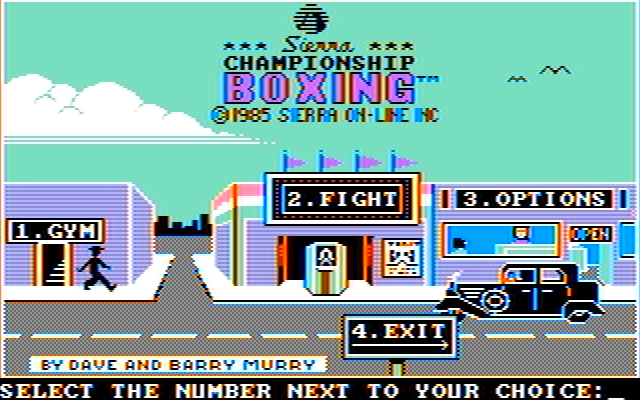 *** Sierra ***
CHAMPIONSHIP
BOXING™
©1985 SIERRA ON-LINE INC
2.FIGHT
3.OPTIONS
1.GYM
OPEN
4.EXIT
BY DAVE AND BARRY MURRY
SELECT THE NUMBER NEXT TO YOUR CHOICE:_